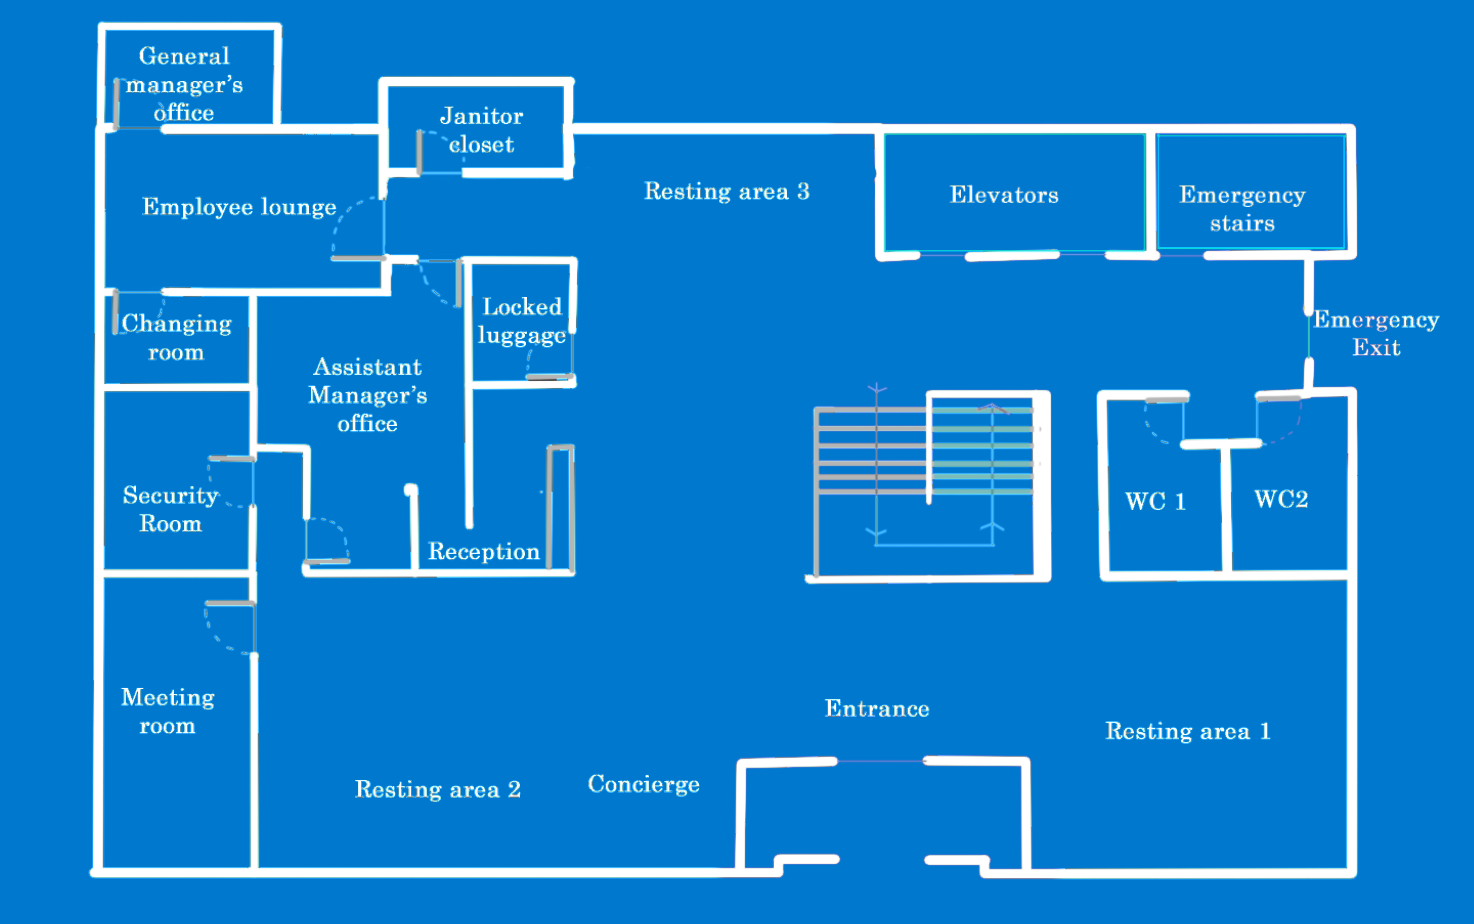 General
manager's
office
Janitor
closet
Resting area 3
Elevators
Emergency
stairs
Employee lounge
Changing
room
Assistant
Manager's
office
Locked
luggage
Emergency
Exit
Security
Room
Reception
WC 1
WC2
Meeting
room
Entrance
Resting area 1
Resting area 2
Concierge